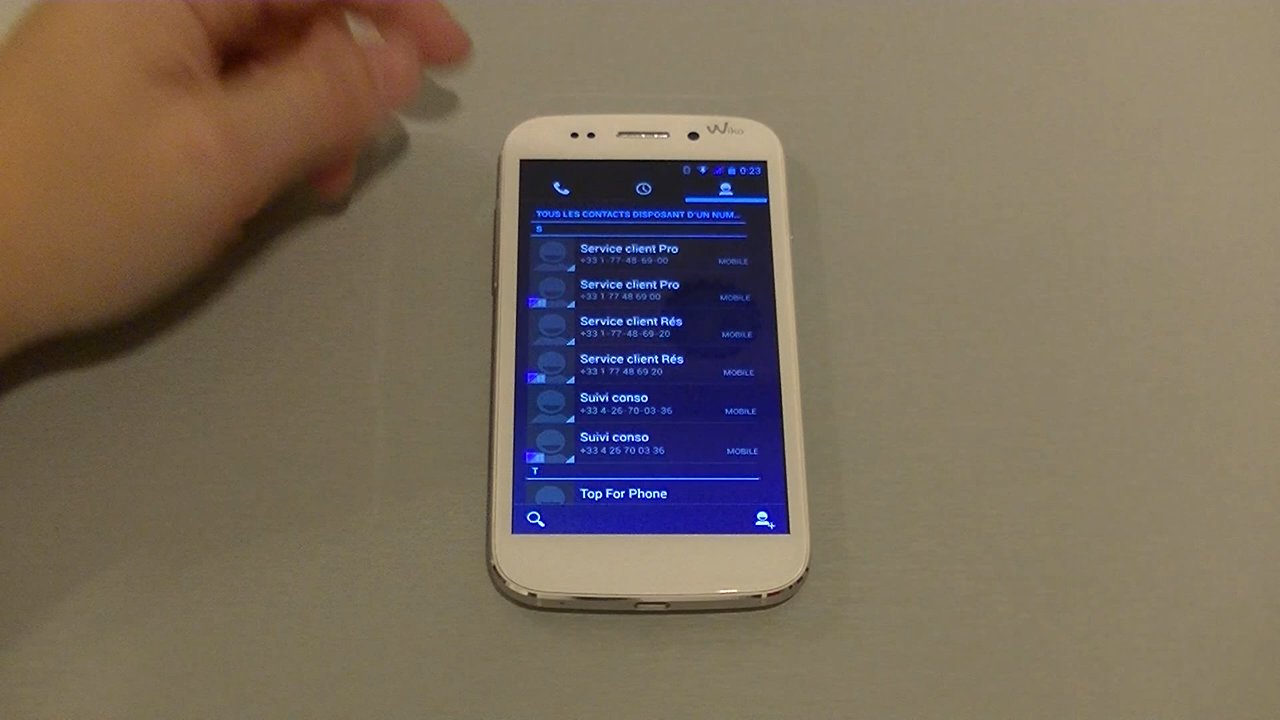 Wiko
0:23
TOUS LES CONTACTS DISPOSANT D'UN NUM...
S
Service client Pro
+33 1-77-48-69-00 MOBILE
Service client Pro
+33 1 77 48 69 00 MOBILE
Service client Rés
+33 1-77-48-69-20 MOBILE
Service client Rés
+33 1 77 48 69 20 MOBILE
Suivi conso
+33 4-26-70-03-36 MOBILE
Suivi conso
+33 4 26 70 03 36 MOBILE
T
Top For Phone